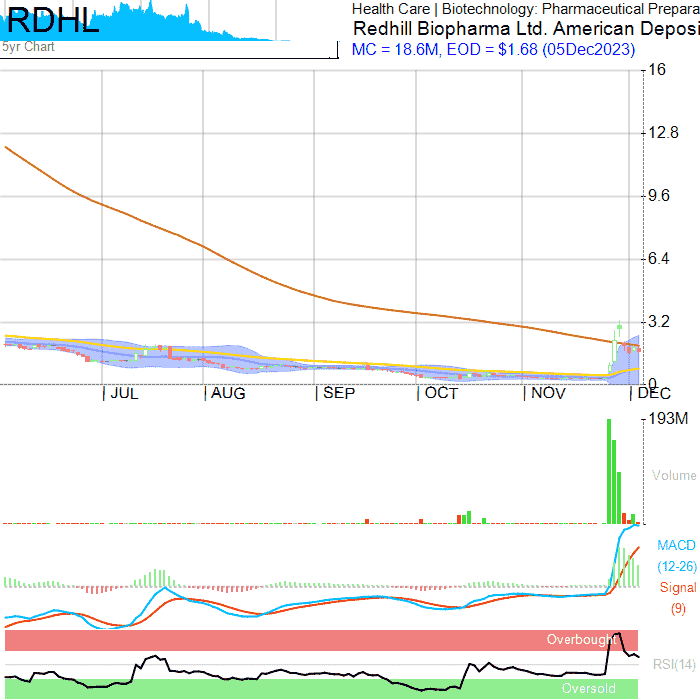 RDHL
5yr Chart
Health Care | Biotechnology: Pharmaceutical Prepara
Redhill Biopharma Ltd. American Deposi
MC = 18.6M, EOD = $1.68 (05Dec2023)
16
12.8
9.6
6.4
3.2
0
JUL AUG SEP OCT NOV DEC
193M
Volume
MACD
(12-26)
Signal
(9)
Overbought
RSI(14)
Oversold